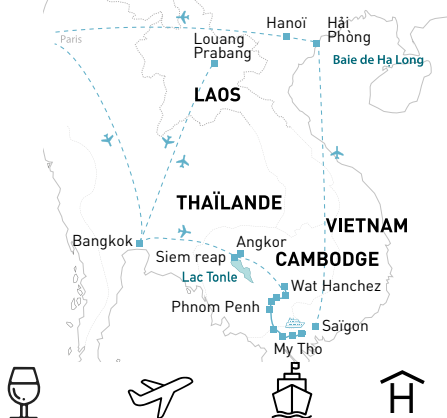 Hanoï
Hải
Phòng
Paris
Louang
Prabang
Baie de Ha Long
LAOS
THAÏLANDE
VIETNAM
Bangkok
Angkor
Siem reap
CAMBODGE
Lac Tonle
Wat Hanchez
Phnom Penh
Saïgon
My Tho
H